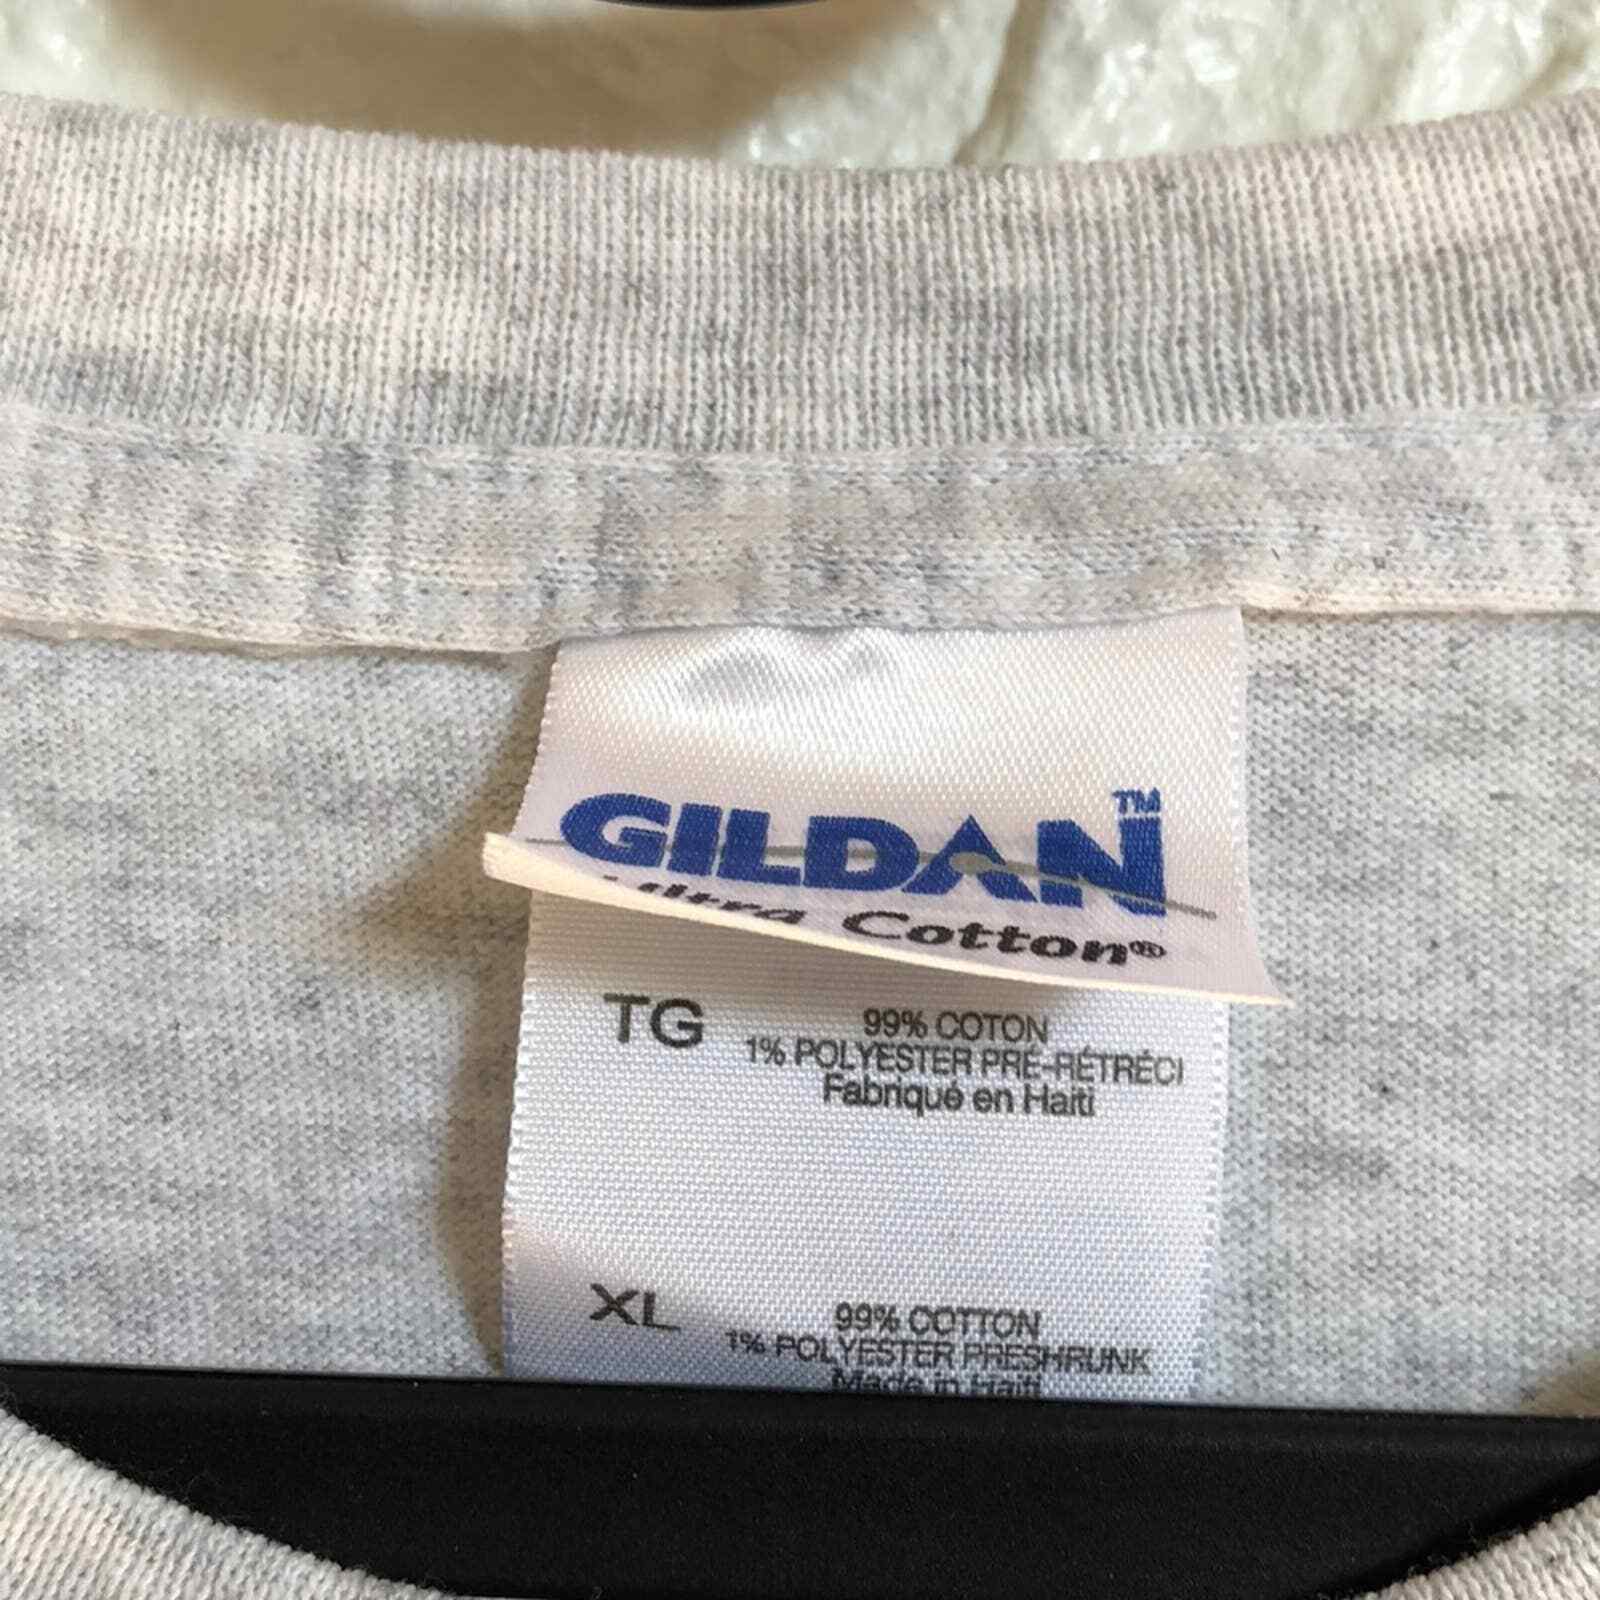 GILDAN™
Ultra Cotton®
TG
99% COTON
1% POLYESTER PRÉ-RÉTRÉCI
Fabriqué en Haiti
XL
99% COTTON
1% POLYESTER PRESHRUNK
Made in Haiti